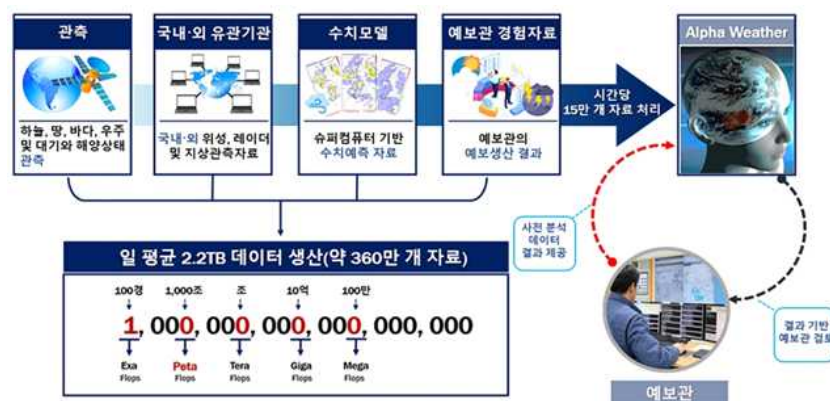 관측
국내·외 유관기관
수치모델
예보관 경험자료
Alpha Weather
하늘, 땅, 바다, 우주
및 대기와 해양상태
관측
국내·외 위성, 레이더
및 지상관측자료
슈퍼컴퓨터 기반
수치예측 자료
예보관의
예보생산 결과
시간당
15만 개 자료 처리
사전 분석
데이터
결과 제공
일 평균 2.2TB 데이터 생산(약 360만 개 자료)
100경 1,000조 조 10억 100만
1, 000, 000, 000, 000, 000, 000
Exa Peta Tera Giga Mega
Flops Flops Flops Flops Flops
결과 기반
예보관 검토
예보관